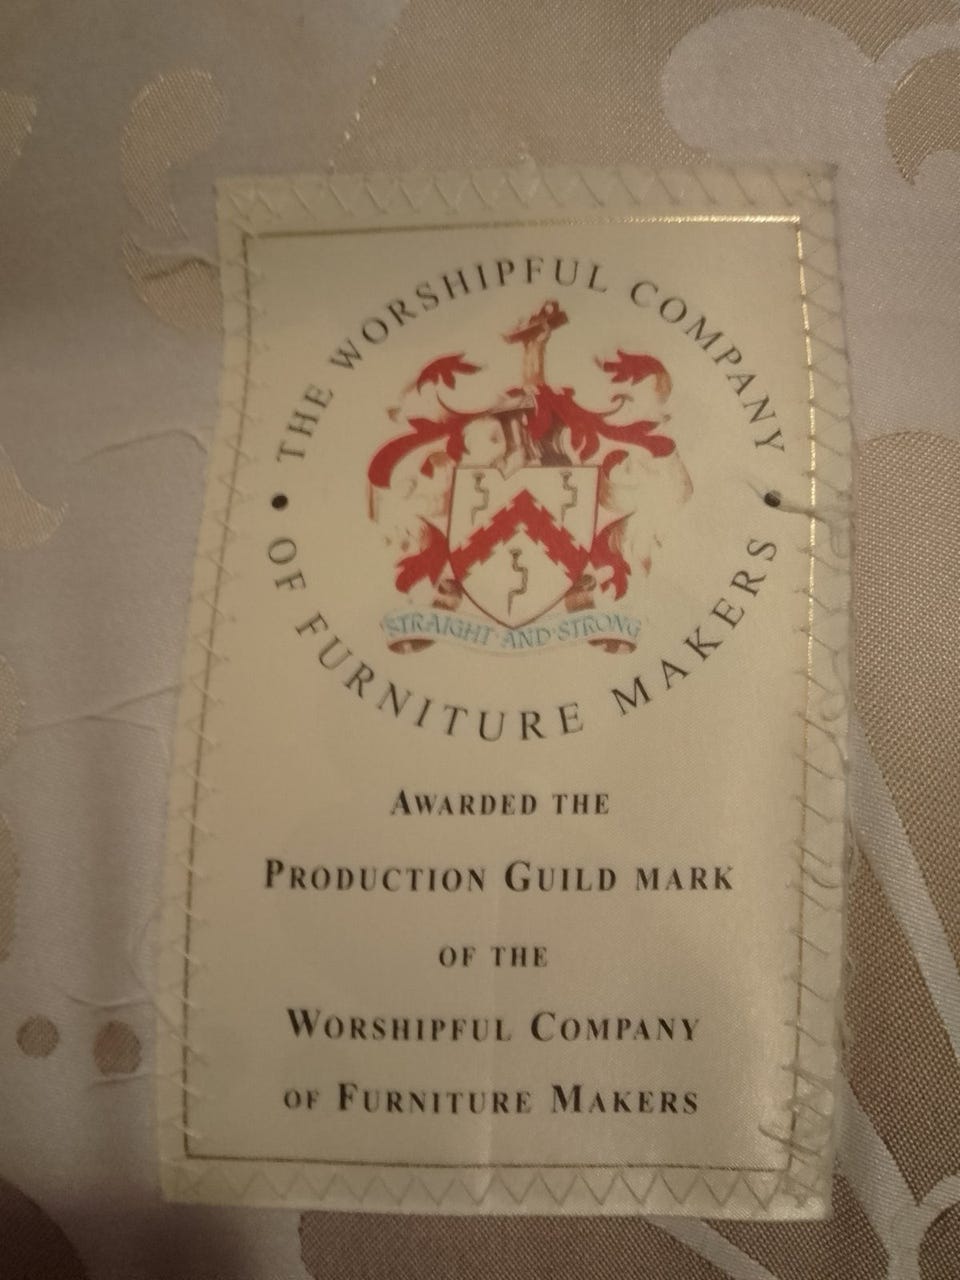 THE WORSHIPFUL COMPANY
• OF FURNITURE MAKERS •
STRAIGHT·AND·STRONG
AWARDED THE
PRODUCTION GUILD MARK
OF THE
WORSHIPFUL COMPANY
OF FURNITURE MAKERS